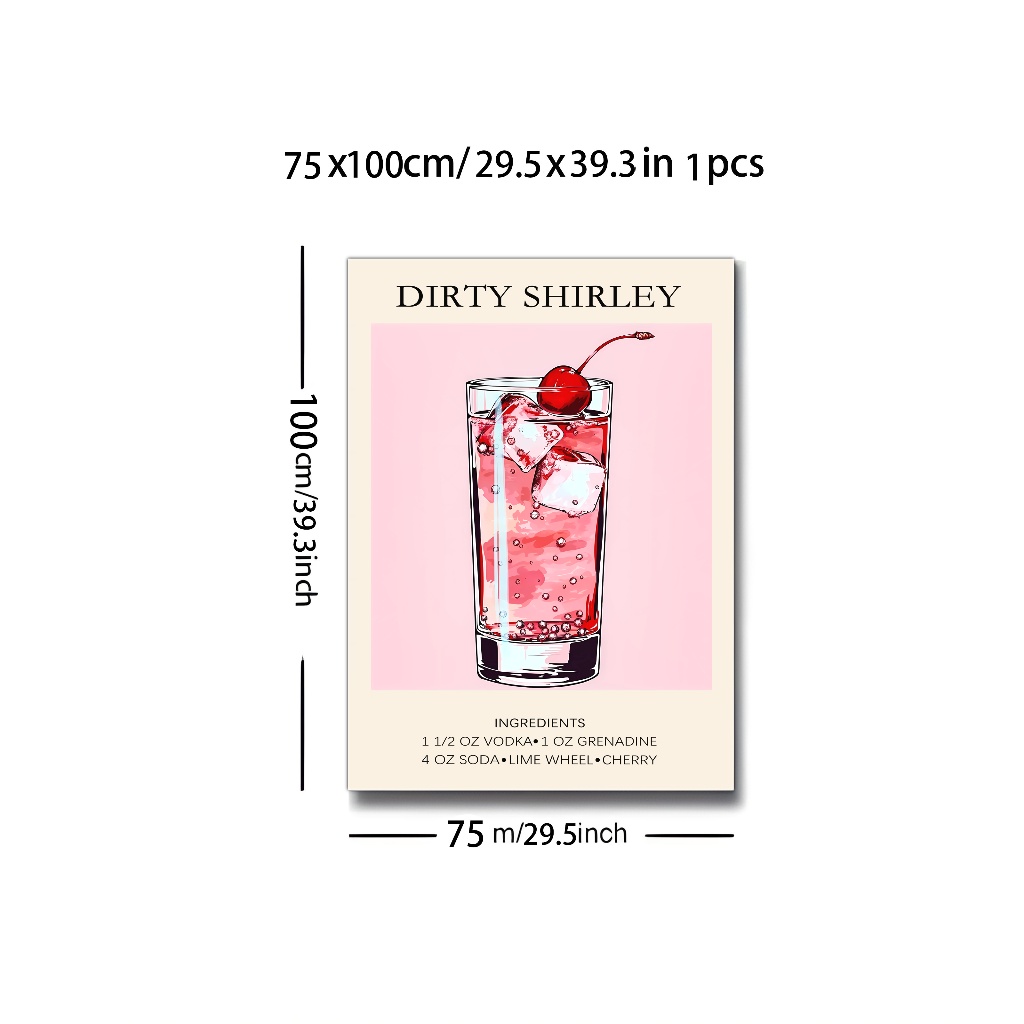 75x100cm/29.5x39.3in 1pcs
DIRTY SHIRLEY
100cm/39.3inch
INGREDIENTS
1 1/2 OZ VODKA•1 OZ GRENADINE
4 OZ SODA•LIME WHEEL•CHERRY
75 m/29.5inch